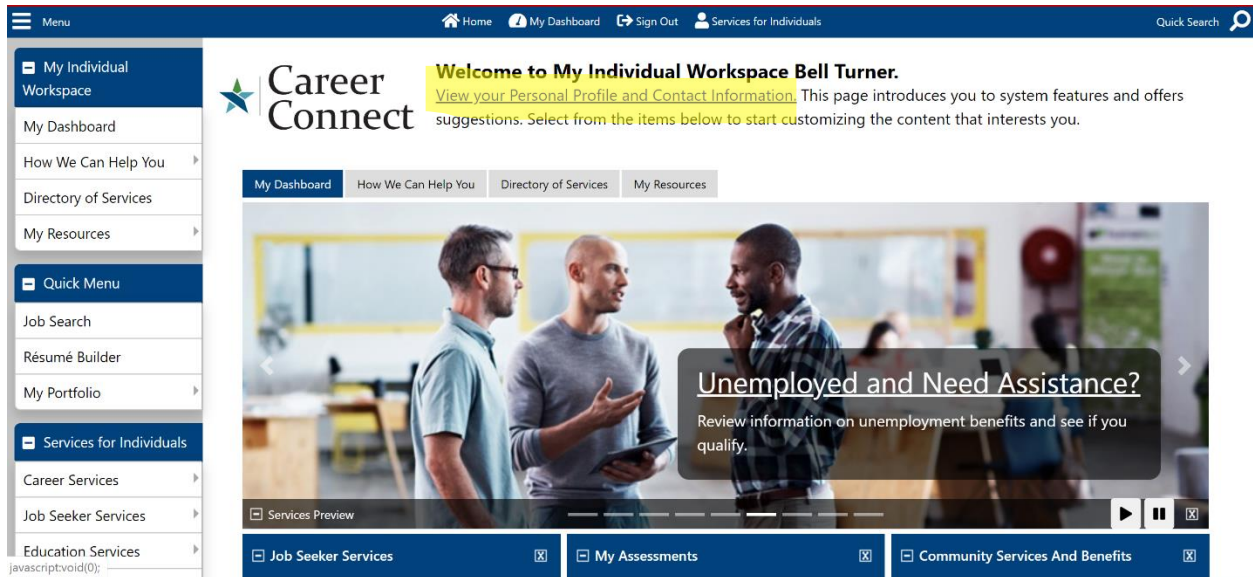 Menu
Home
My Dashboard
Sign Out
Services for Individuals
Quick Search
My Individual
Workspace
My Dashboard
How We Can Help You
Directory of Services
My Resources
Quick Menu
Job Search
Résumé Builder
My Portfolio
Services for Individuals
Career Services
Job Seeker Services
Education Services
javascript:void(0);
Career
Connect
Welcome to My Individual Workspace Bell Turner.
View your Personal Profile and Contact Information. This page introduces you to system features and offers
suggestions. Select from the items below to start customizing the content that interests you.
My Dashboard
How We Can Help You
Directory of Services
My Resources
Unemployed and Need Assistance?
Review information on unemployment benefits and see if you
qualify.
Services Preview
Job Seeker Services
My Assessments
Community Services And Benefits